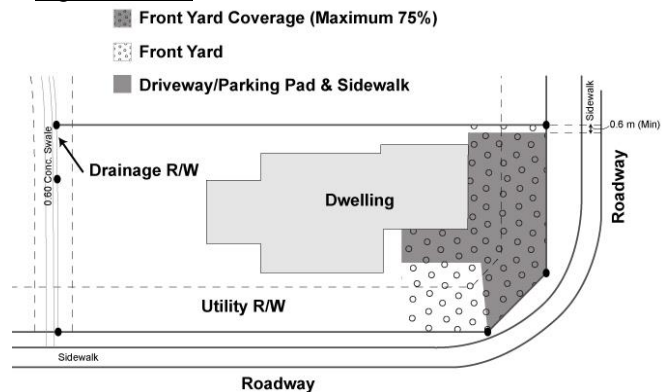 Front Yard Coverage (Maximum 75%)
Front Yard
Driveway/Parking Pad & Sidewalk
Sidewalk
0.6 m (Min)
Roadway
0.60 Conc. Swale
Drainage R/W
Dwelling
Utility R/W
Sidewalk
Roadway